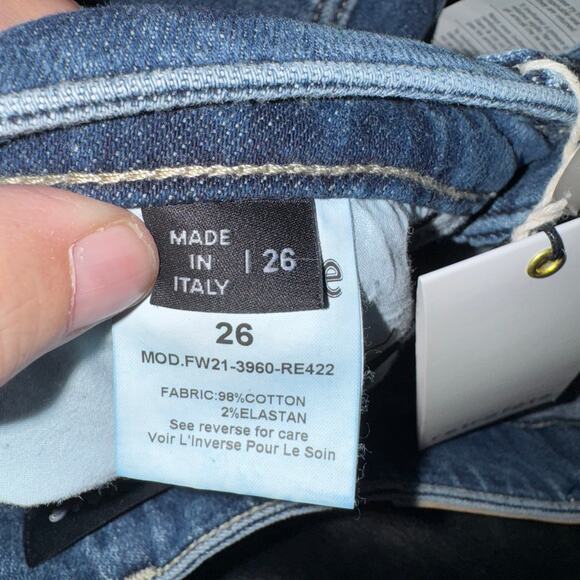 MADE
IN
ITALY
| 26
26
MOD.FW21-3960-RE422
FABRIC:98%COTTON
2%ELASTAN
See reverse for care
Voir L'Inverse Pour Le Soin